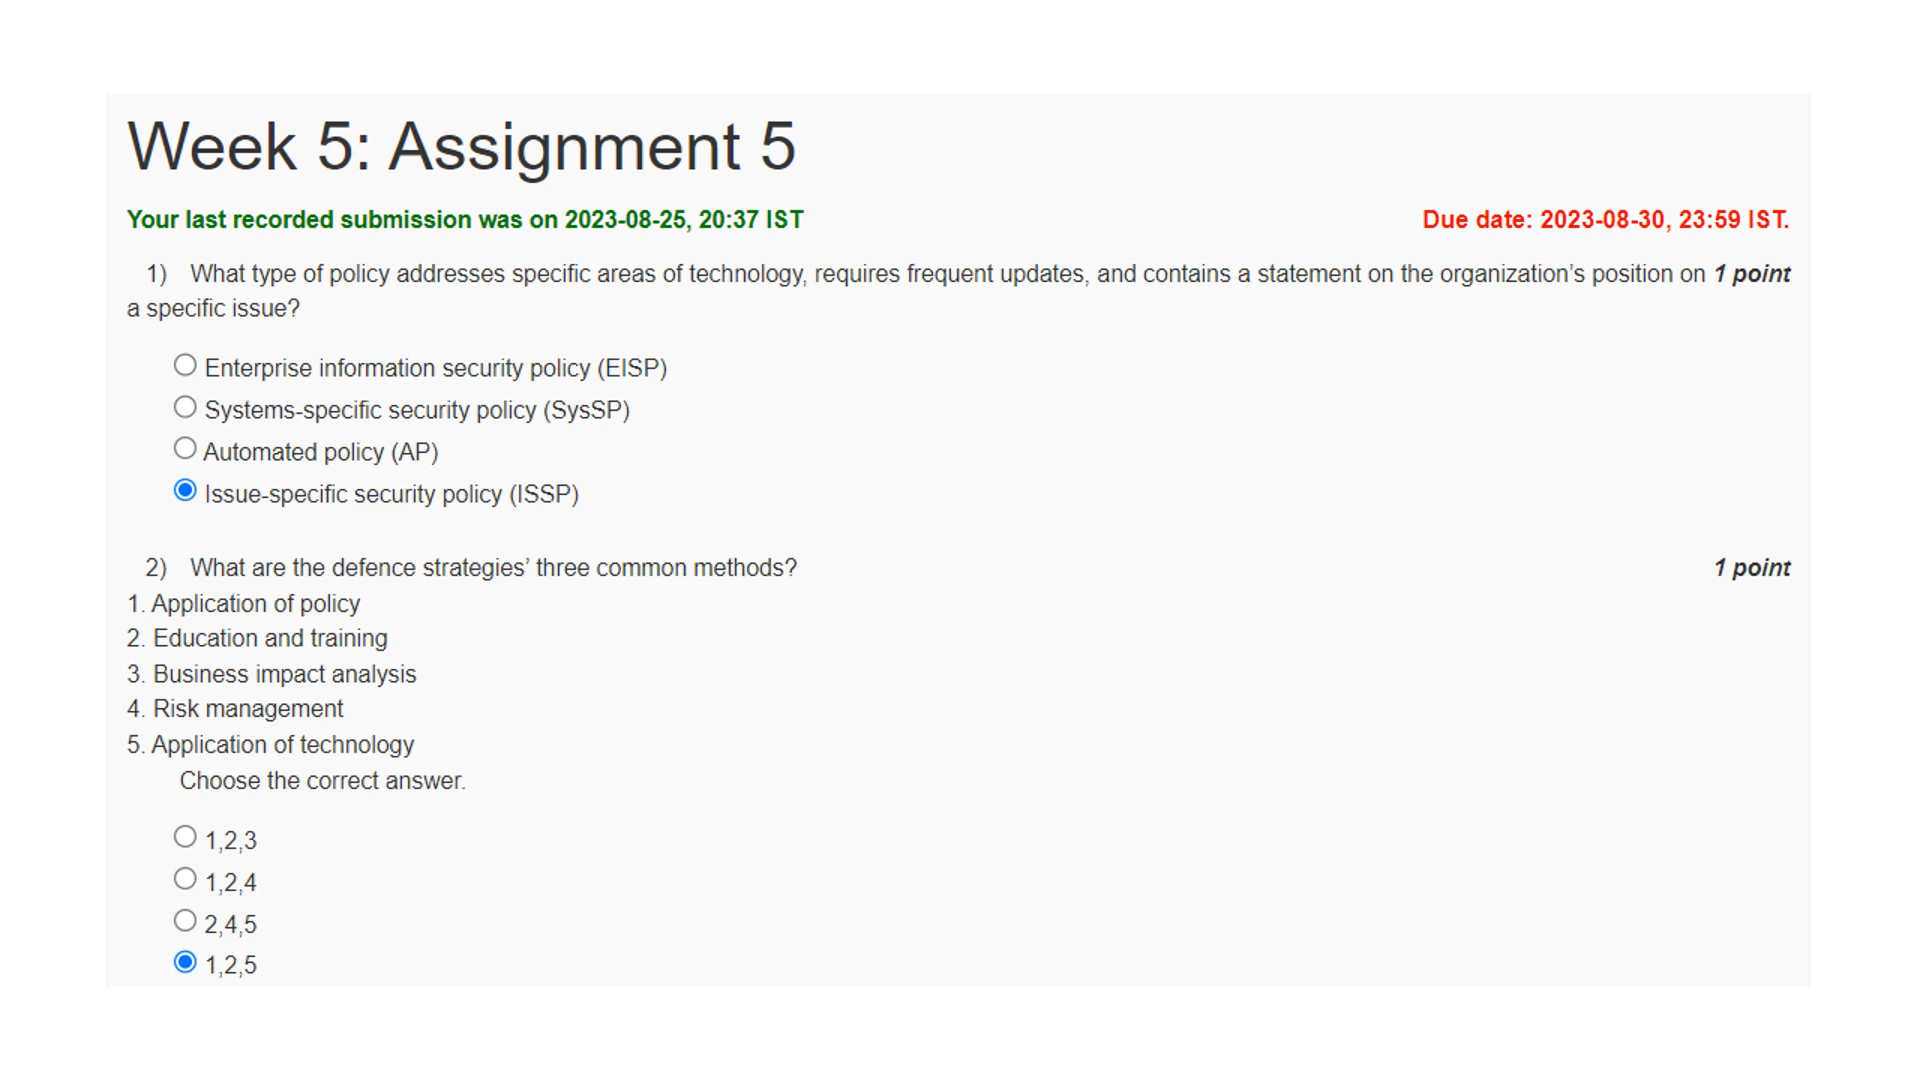 Week 5: Assignment 5
Your last recorded submission was on 2023-08-25, 20:37 IST
Due date: 2023-08-30, 23:59 IST.
1) What type of policy addresses specific areas of technology, requires frequent updates, and contains a statement on the organization’s position on 1 point
a specific issue?
Enterprise information security policy (EISP)
Systems-specific security policy (SysSP)
Automated policy (AP)
Issue-specific security policy (ISSP)
2) What are the defence strategies’ three common methods? 1 point
1. Application of policy
2. Education and training
3. Business impact analysis
4. Risk management
5. Application of technology
Choose the correct answer.
1,2,3
1,2,4
2,4,5
1,2,5